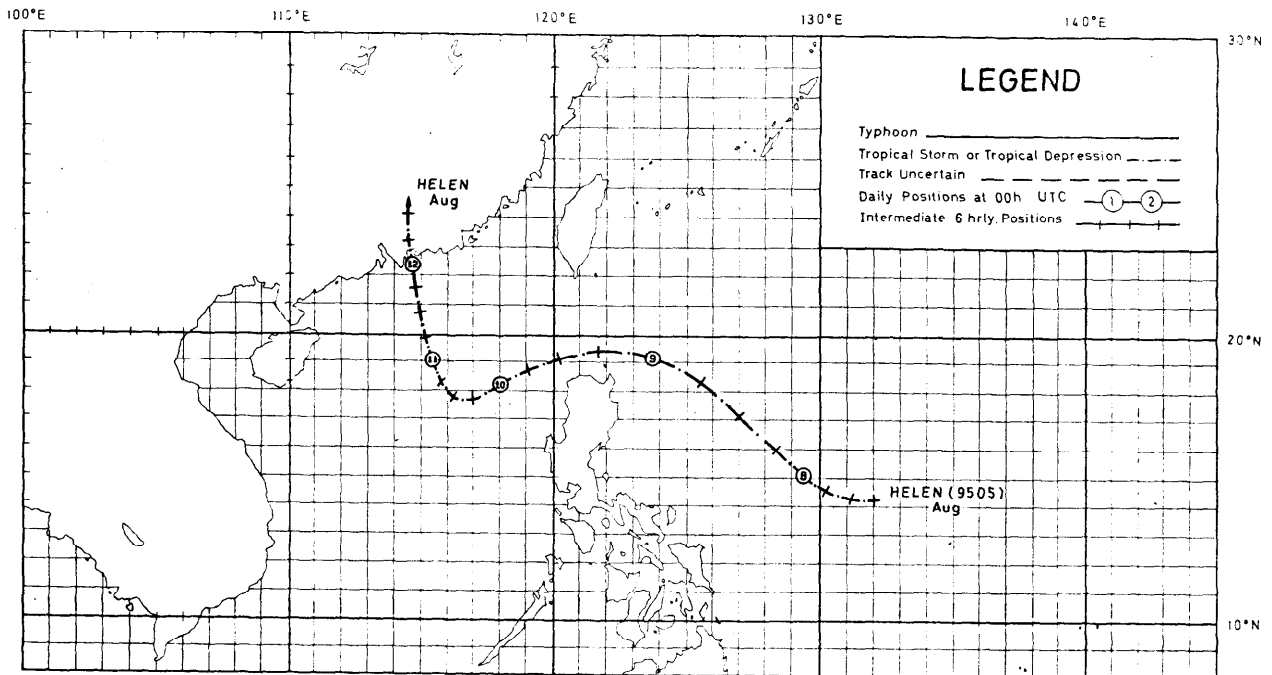 100°E 110°E 120°E 130°E 140°E
30°N
LEGEND
Typhoon
Tropical Storm or Tropical Depression
Track Uncertain
Daily Positions at 00h UTC 1 2
Intermediate 6 hrly. Positions
HELEN
Aug
12
20°N
11
10
9
8
HELEN (9505)
Aug
10°N